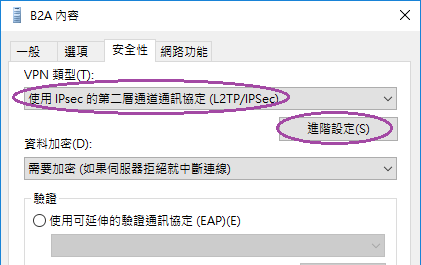 B2A 內容
一般 選項 安全性 網路功能
VPN 類型(T):
使用 IPsec 的第二層通道通訊協定 (L2TP/IPSec)
進階設定(S)
資料加密(D):
需要加密 (如果伺服器拒絕就中斷連線)
驗證
使用可延伸的驗證通訊協定 (EAP)(E)